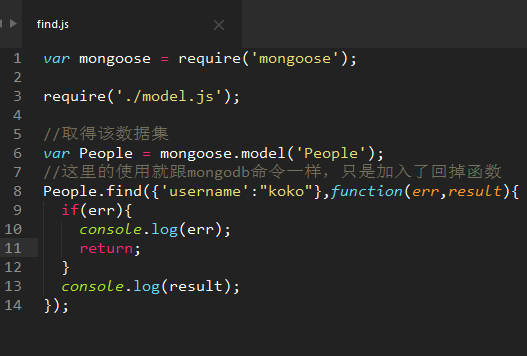 find.js
1 var mongoose = require('mongoose');
2
3 require('./model.js');
4
5 //取得该数据集
6 var People = mongoose.model('People');
7 //这里的使用就跟mongodb命令一样，只是加入了回掉函数
8 People.find({'username':"koko"},function(err,result){
9   if(err){
10     console.log(err);
11     return;
12   }
13   console.log(result);
14 });